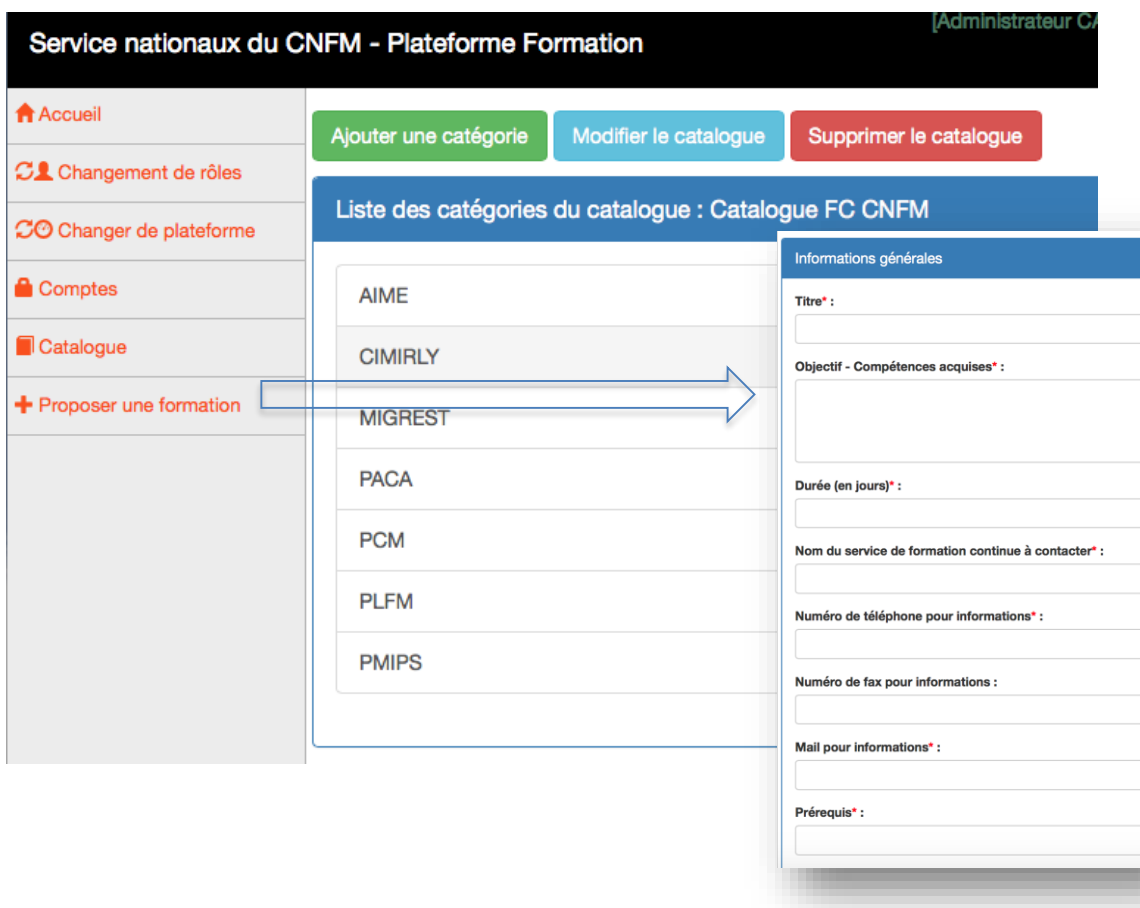 [Administrateur CA
Service nationaux du CNFM - Plateforme Formation
Accueil
Changement de rôles
Changer de plateforme
Comptes
Catalogue
Proposer une formation
Ajouter une catégorie
Modifier le catalogue
Supprimer le catalogue
Liste des catégories du catalogue : Catalogue FC CNFM
AIME
CIMIRLY
MIGREST
PACA
PCM
PLFM
PMIPS
Informations générales
Titre* :
Objectif - Compétences acquises* :
Durée (en jours)* :
Nom du service de formation continue à contacter* :
Numéro de téléphone pour informations* :
Numéro de fax pour informations :
Mail pour informations* :
Prérequis* :